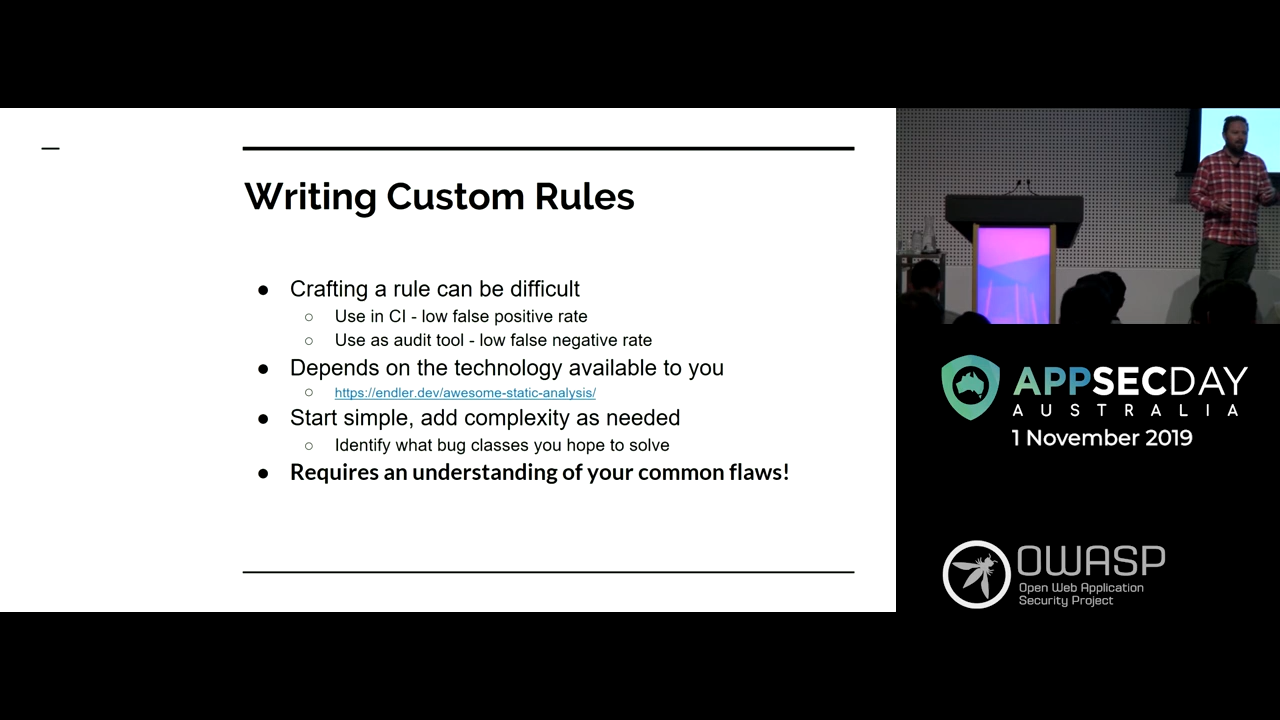 Writing Custom Rules
● Crafting a rule can be difficult
○ Use in CI - low false positive rate
○ Use as audit tool - low false negative rate
● Depends on the technology available to you
○ https://endler.dev/awesome-static-analysis/
● Start simple, add complexity as needed
○ Identify what bug classes you hope to solve
● Requires an understanding of your common flaws!
APPSECDAY
AUSTRALIA
1 November 2019
OWASP
Open Web Application
Security Project